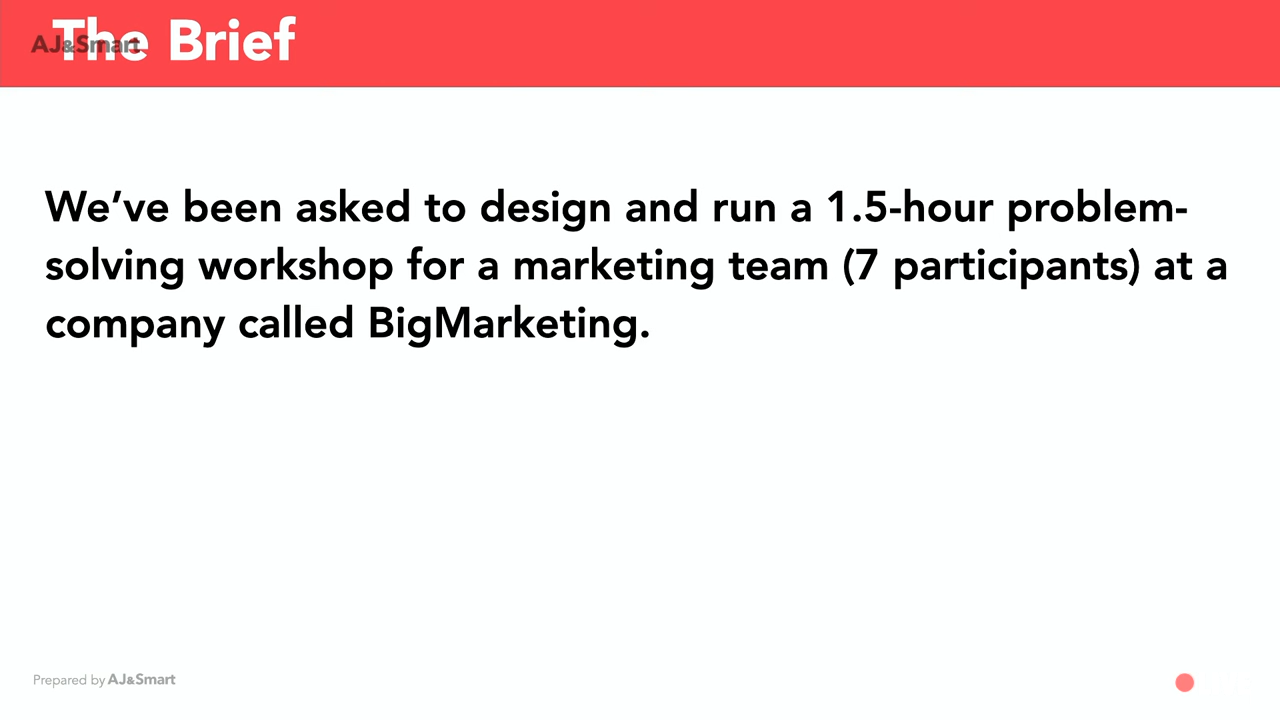 The Brief
AJ&Smart
We’ve been asked to design and run a 1.5-hour problem-
solving workshop for a marketing team (7 participants) at a
company called BigMarketing.
Prepared by AJ&Smart